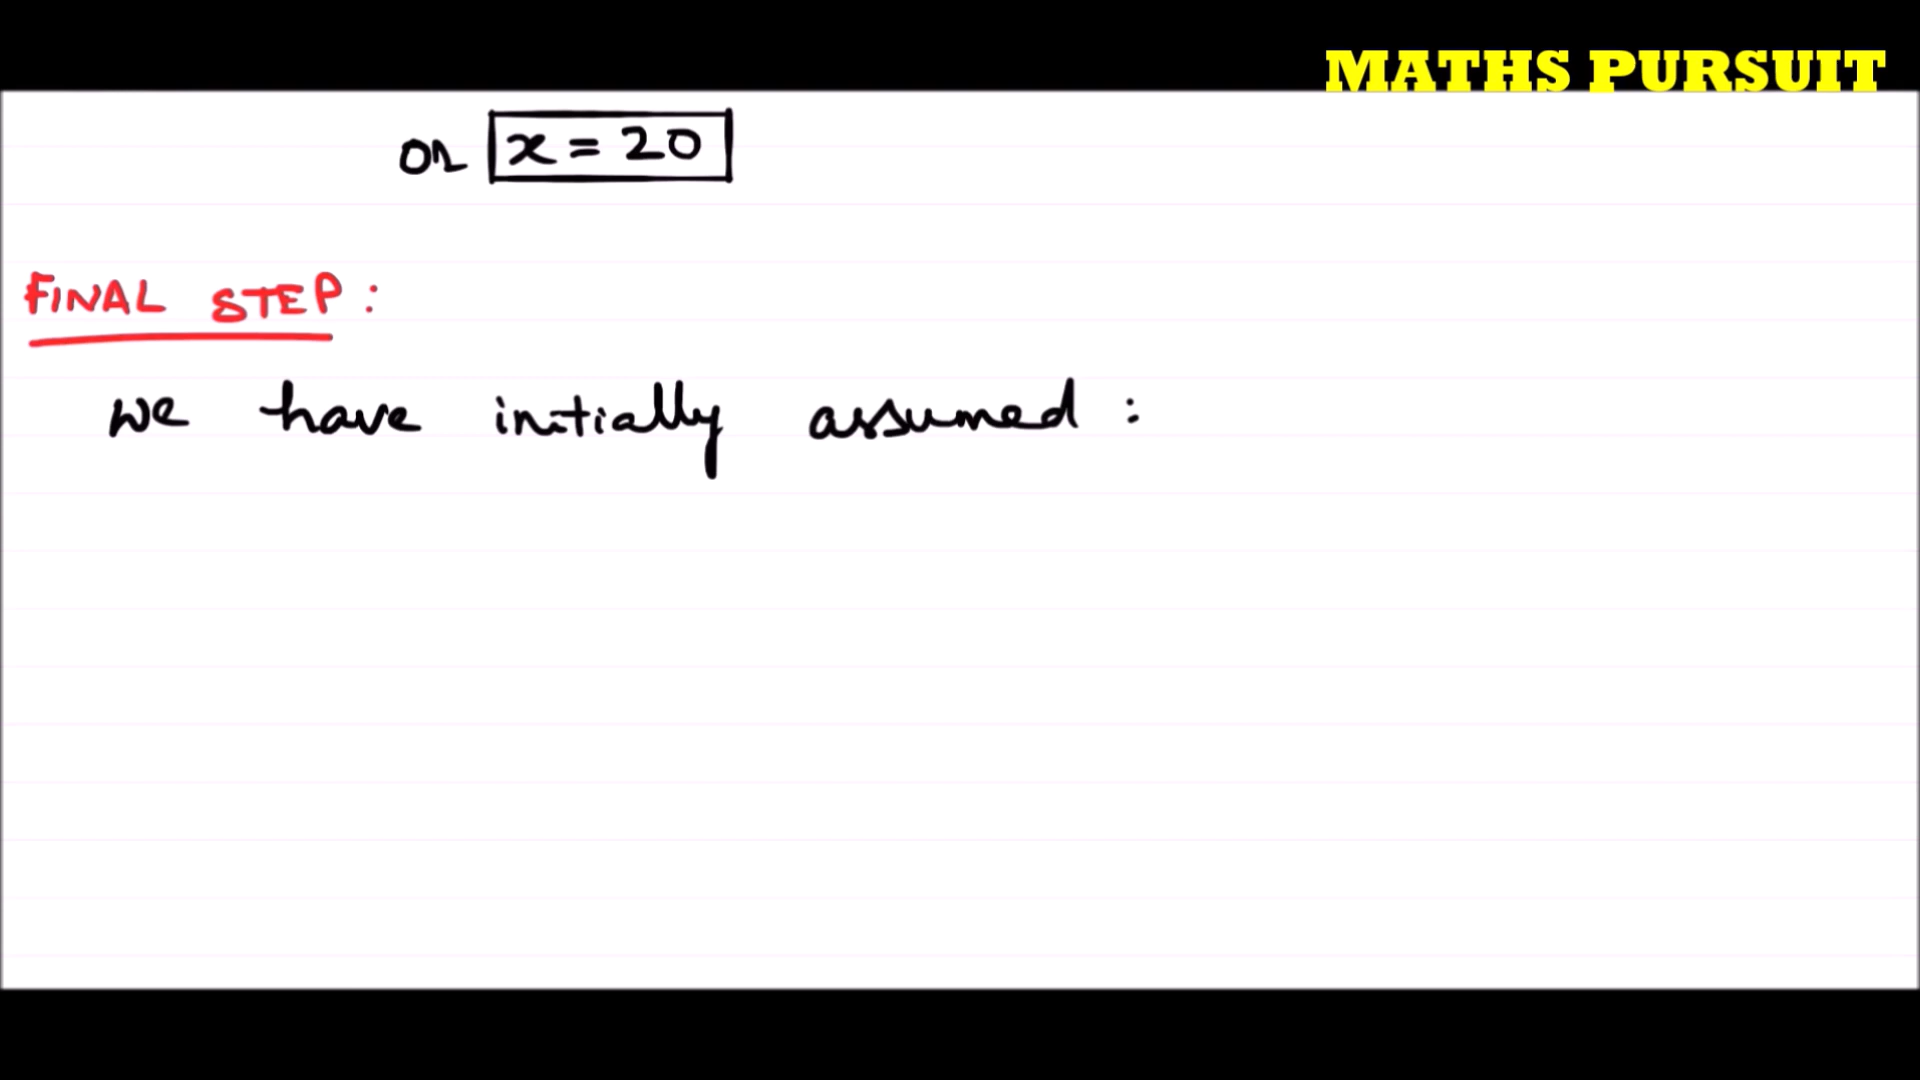 MATHS PURSUIT
or x = 20
FINAL STEP:
we have initially assumed :